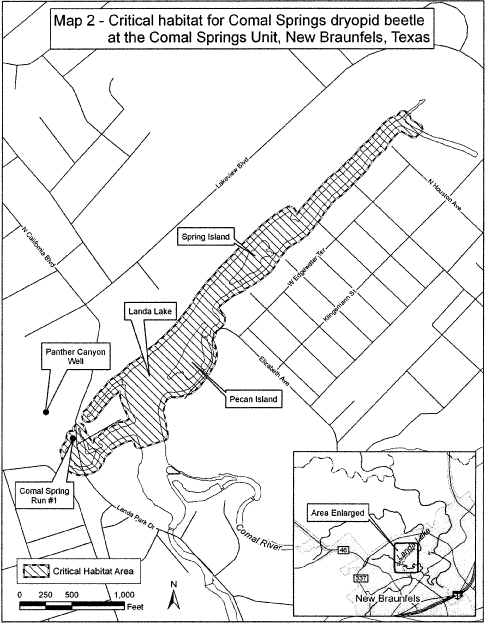 Map 2 - Critical habitat for Comal Springs dryopid beetle
at the Comal Springs Unit, New Braunfels, Texas
Lakeview Blvd
N Houston Ave
N California Blvd
Spring Island
W Edgewater Ter
Klingemann St
Landa Lake
Panther Canyon
Well
Elizabeth Ave
Pecan Island
Comal Spring
Run #1
Landa Park Dr
Comal River
Area Enlarged
Landa Lake
46
337
New Braunfels
Critical Habitat Area
0 250 500 1,000
Feet
N